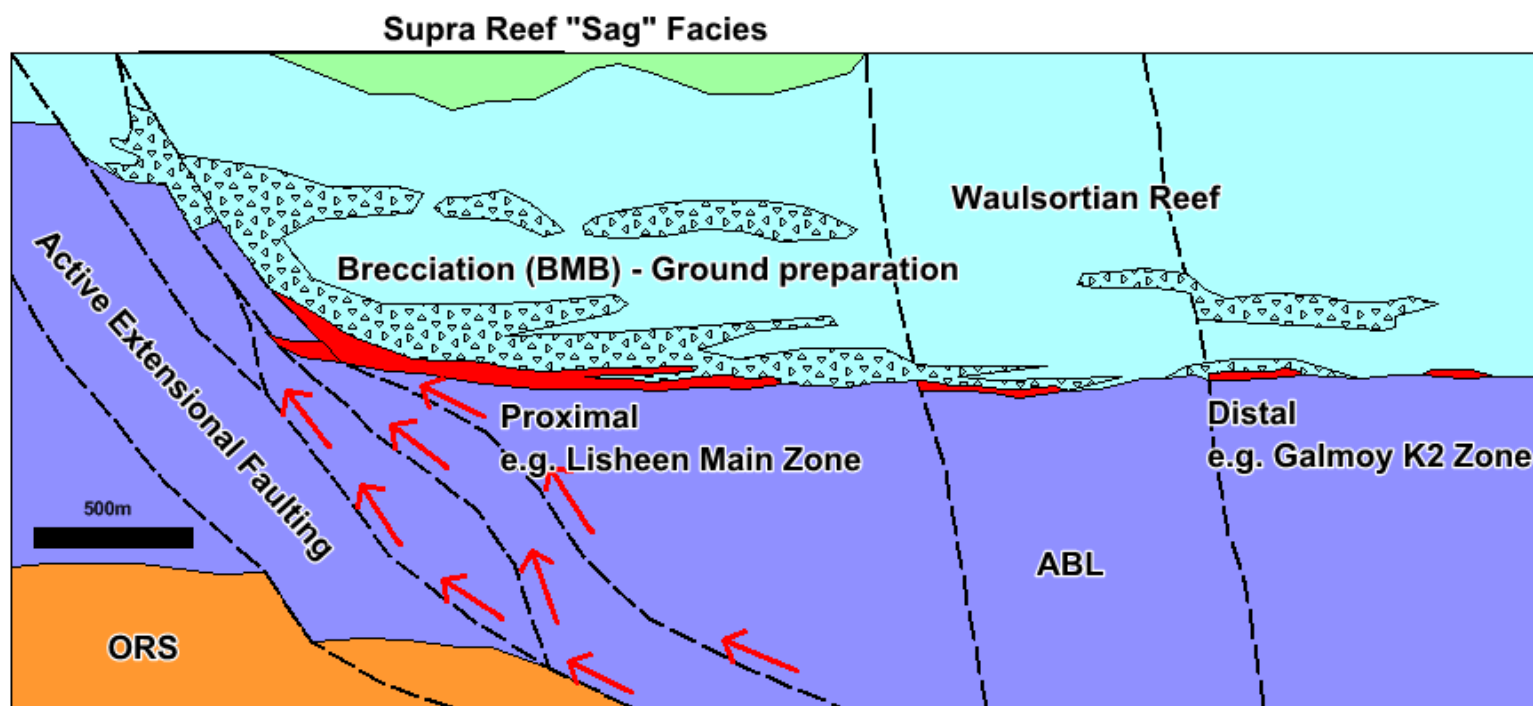 Supra Reef "Sag" Facies
Waulsortian Reef
Brecciation (BMB) - Ground preparation
Active Extensional Faulting
Proximal
e.g. Lisheen Main Zone
Distal
e.g. Galmoy K2 Zone
500m
ABL
ORS